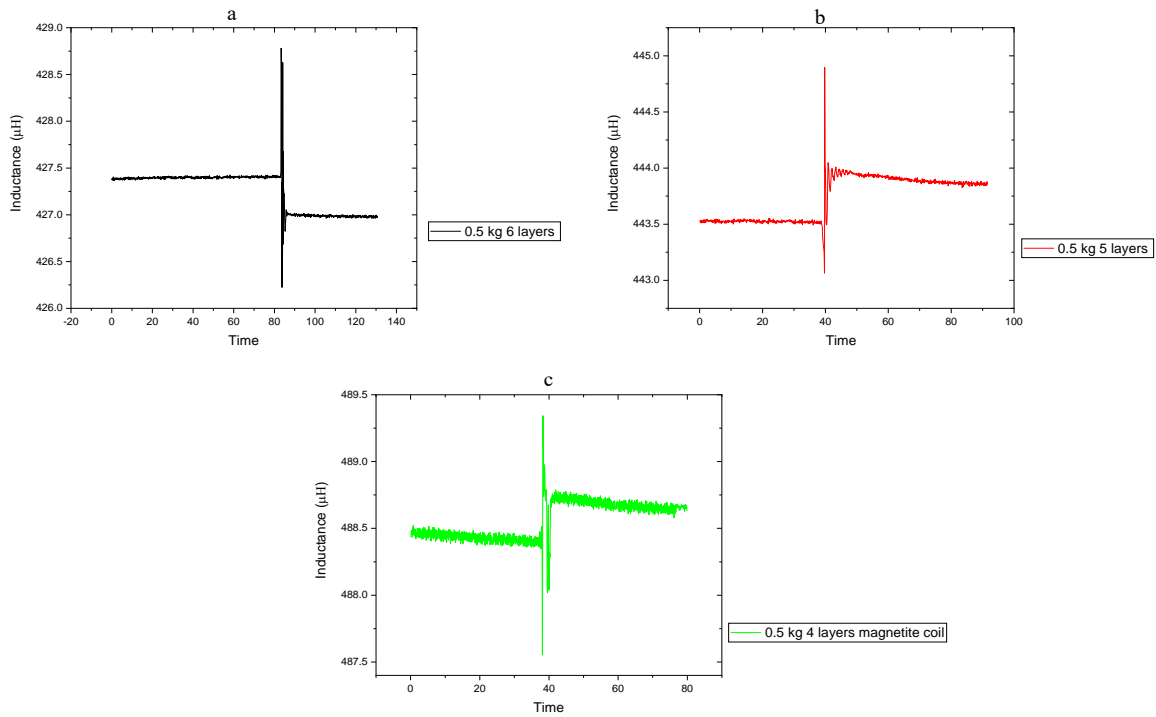 a
429.0
428.5
428.0
427.5
427.0
426.5
426.0
-20 0 20 40 60 80 100 120 140
Time
Inductance (μH)
0.5 kg 6 layers
b
445.0
444.5
444.0
443.5
443.0
0 20 40 60 80 100
Time
Inductance (μH)
0.5 kg 5 layers
c
489.5
489.0
488.5
488.0
487.5
0 20 40 60 80
Time
Inductance (μH)
0.5 kg 4 layers magnetite coil